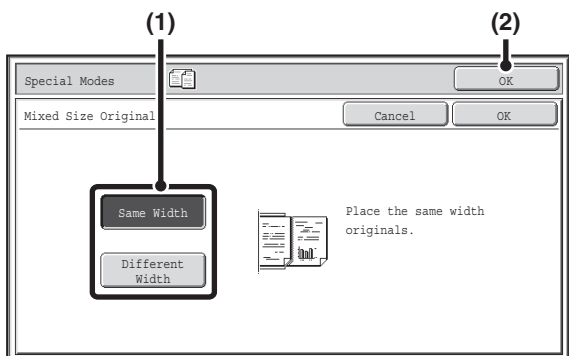 (1) (2)
Special Modes OK
Mixed Size Original Cancel OK
Same Width
Place the same width
originals.
Different
Width